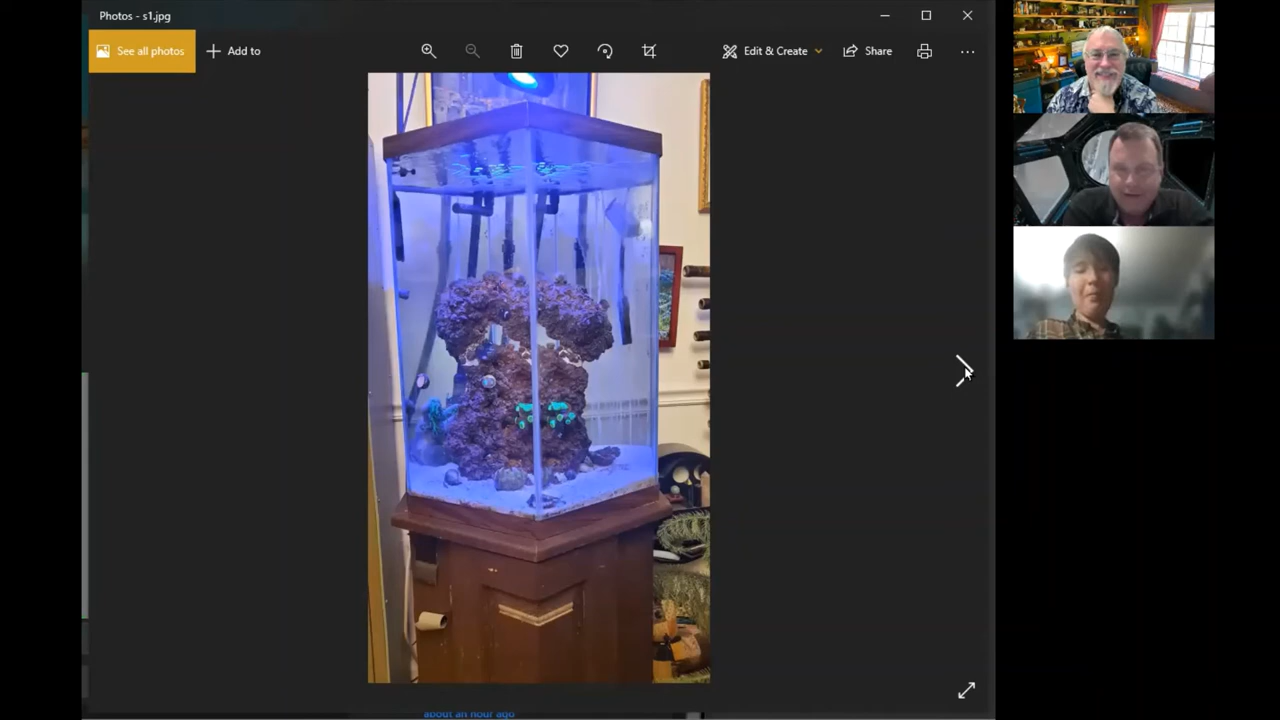 Photos - s1.jpg
See all photos
Add to
Edit & Create
Share
about an hour ago